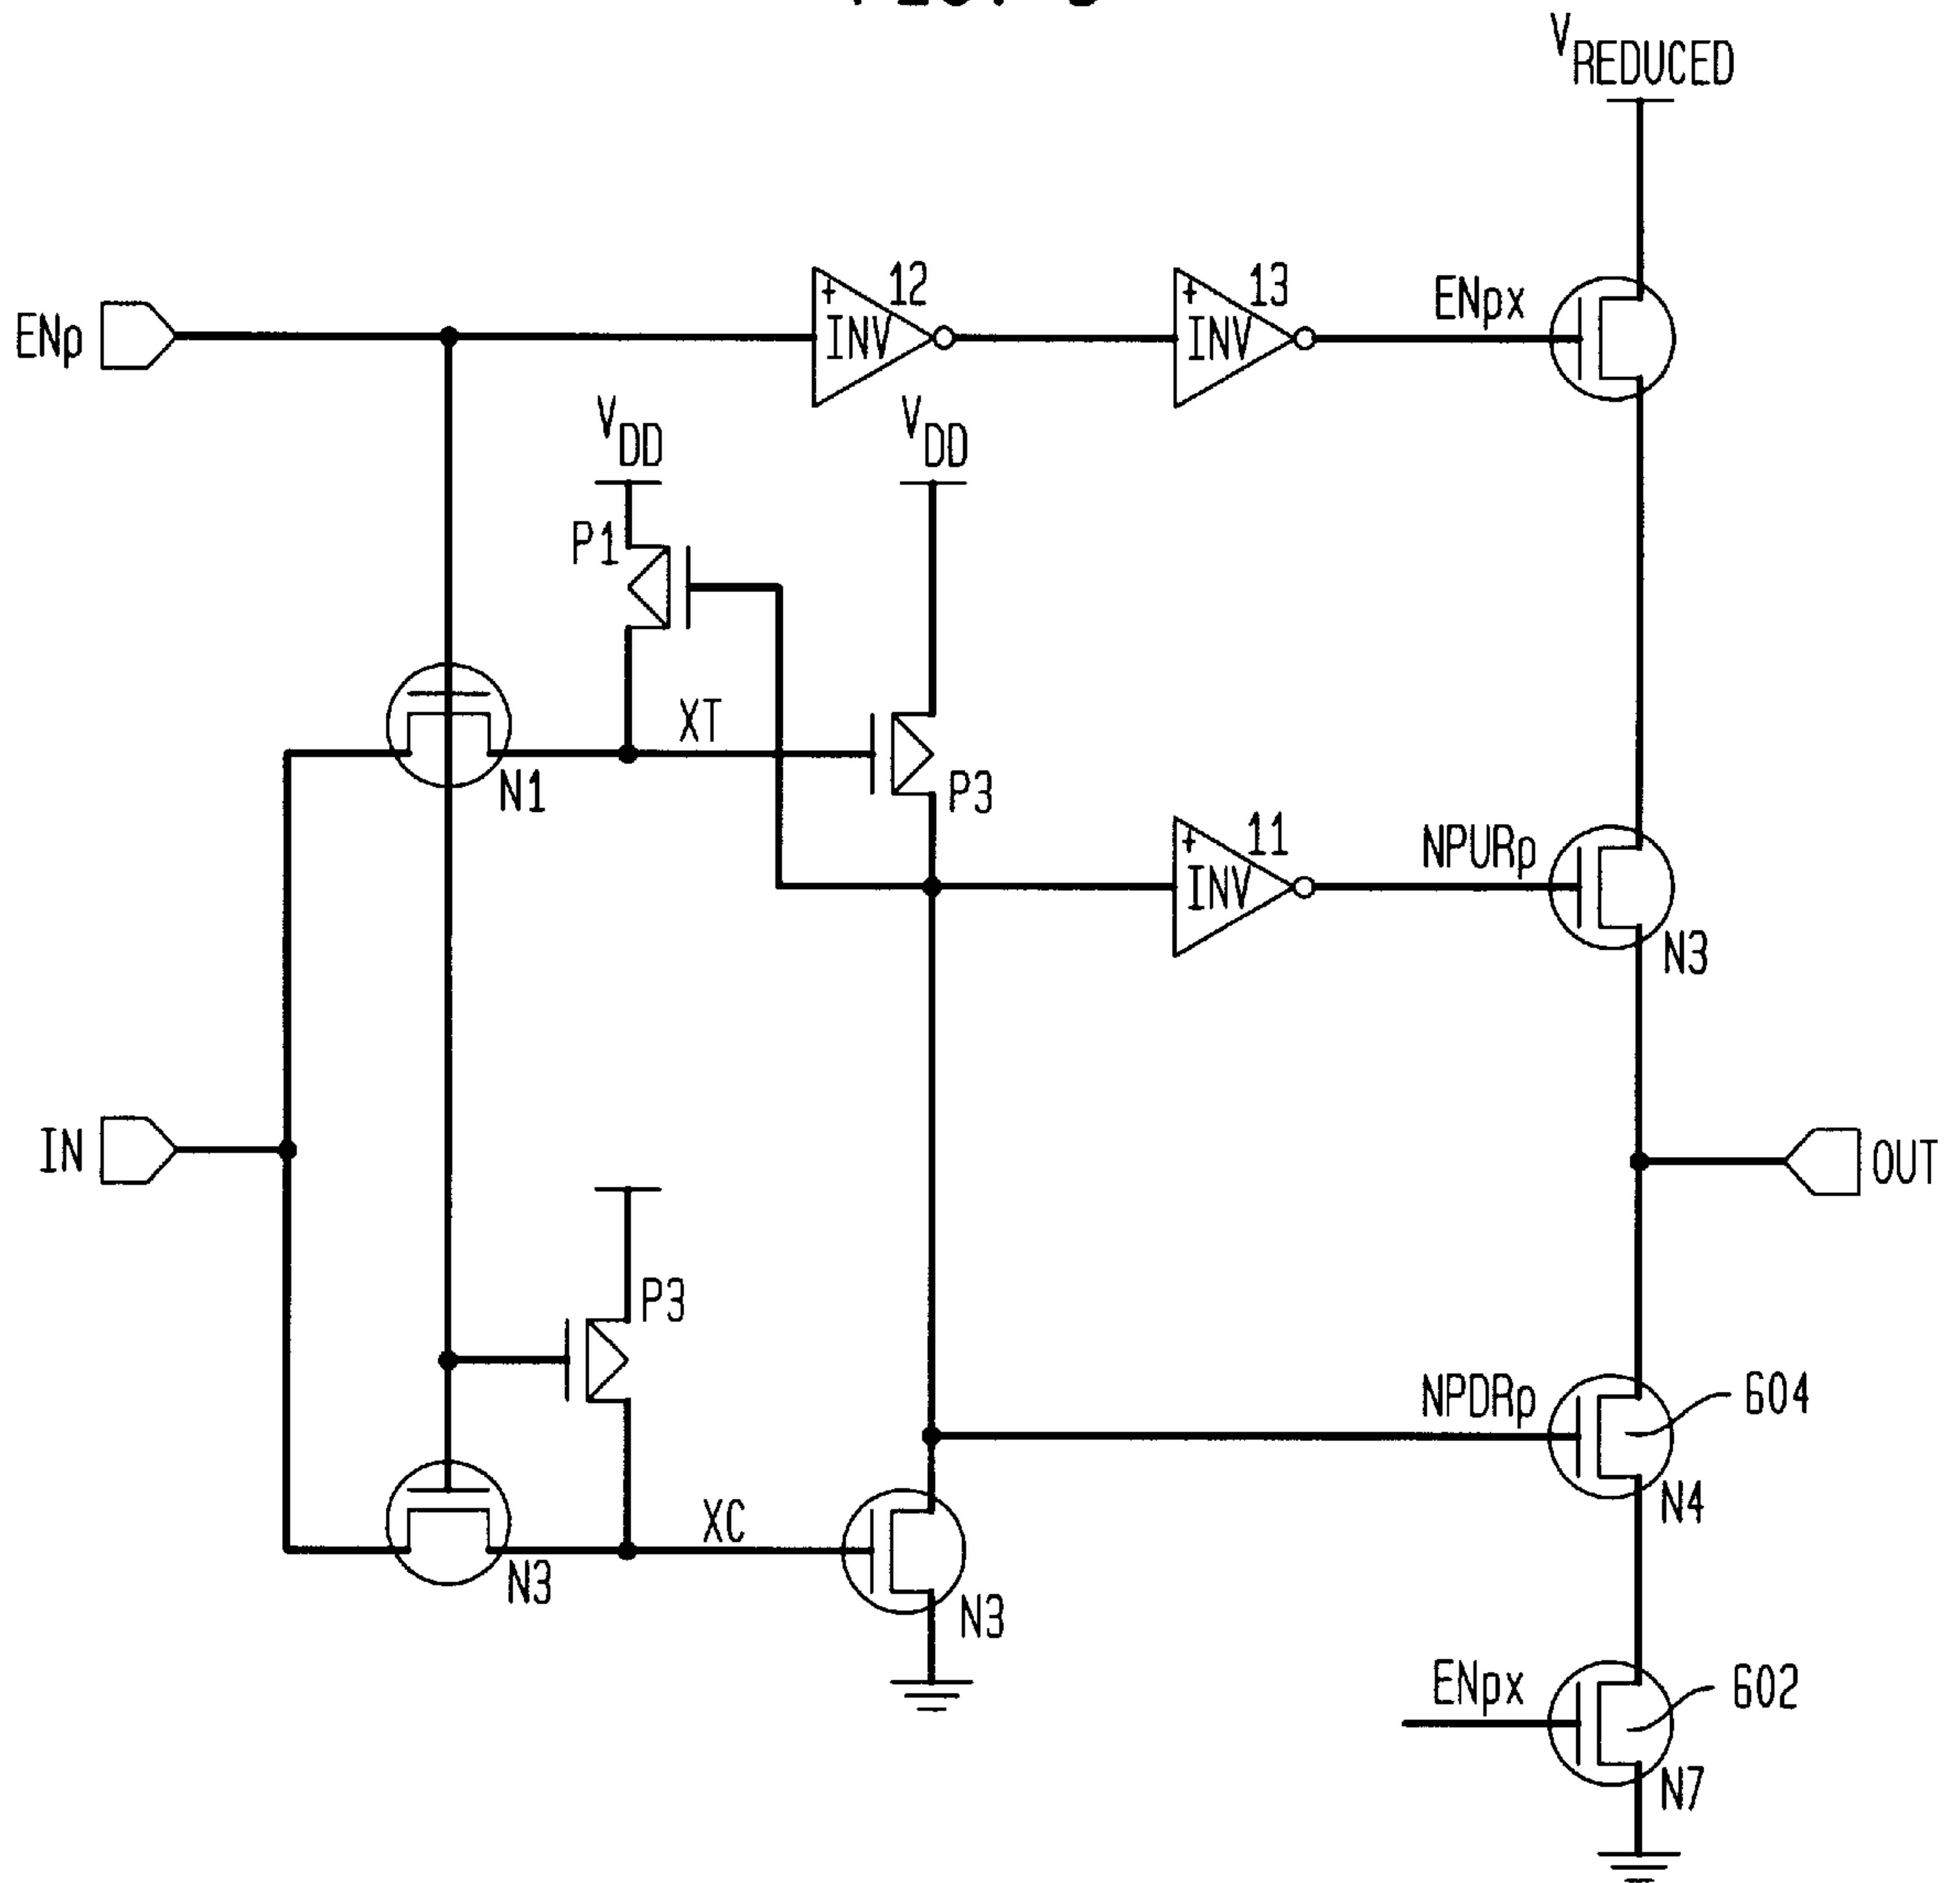 VREDUCED
12
13
ENpx
+
INV
+
INV
ENp
VDD
VDD
P1
XT
N1
P3
11
NPURp
+
INV
N3
IN
OUT
P3
NPDRp
604
N4
XC
N3
N3
ENpx
602
N7